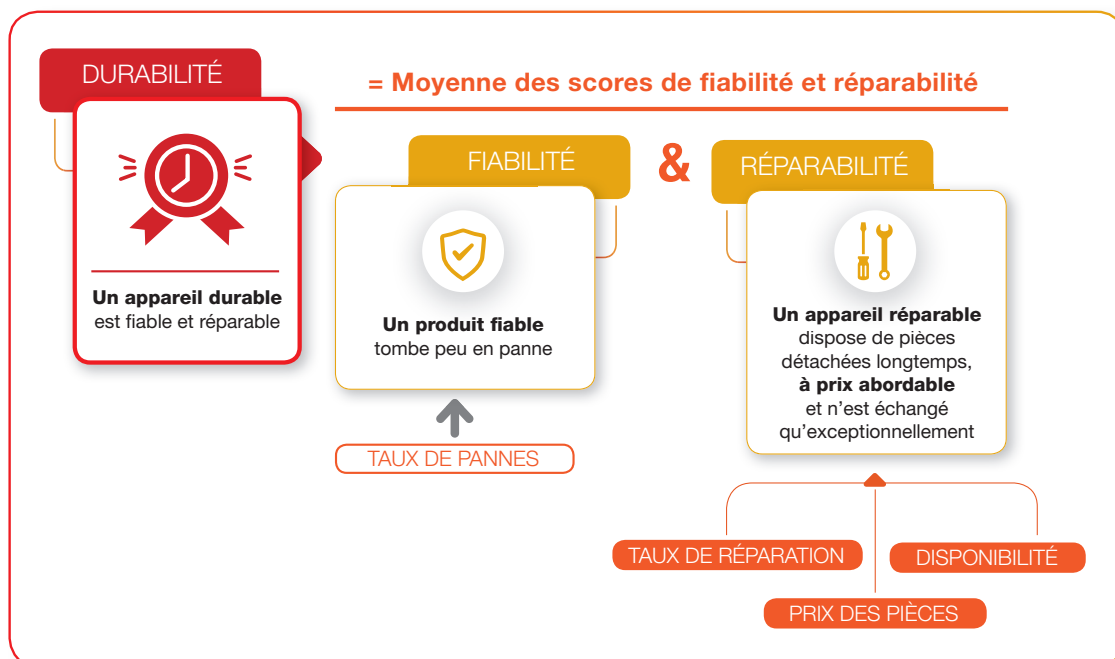 DURABILITÉ
= Moyenne des scores de fiabilité et réparabilité
Un appareil durable
est fiable et réparable
FIABILITÉ
&
RÉPARABILITÉ
Un produit fiable
tombe peu en panne
Un appareil réparable
dispose de pièces
détachées longtemps,
à prix abordable
et n’est échangé
qu’exceptionnellement
TAUX DE PANNES
TAUX DE RÉPARATION
DISPONIBILITÉ
PRIX DES PIÈCES